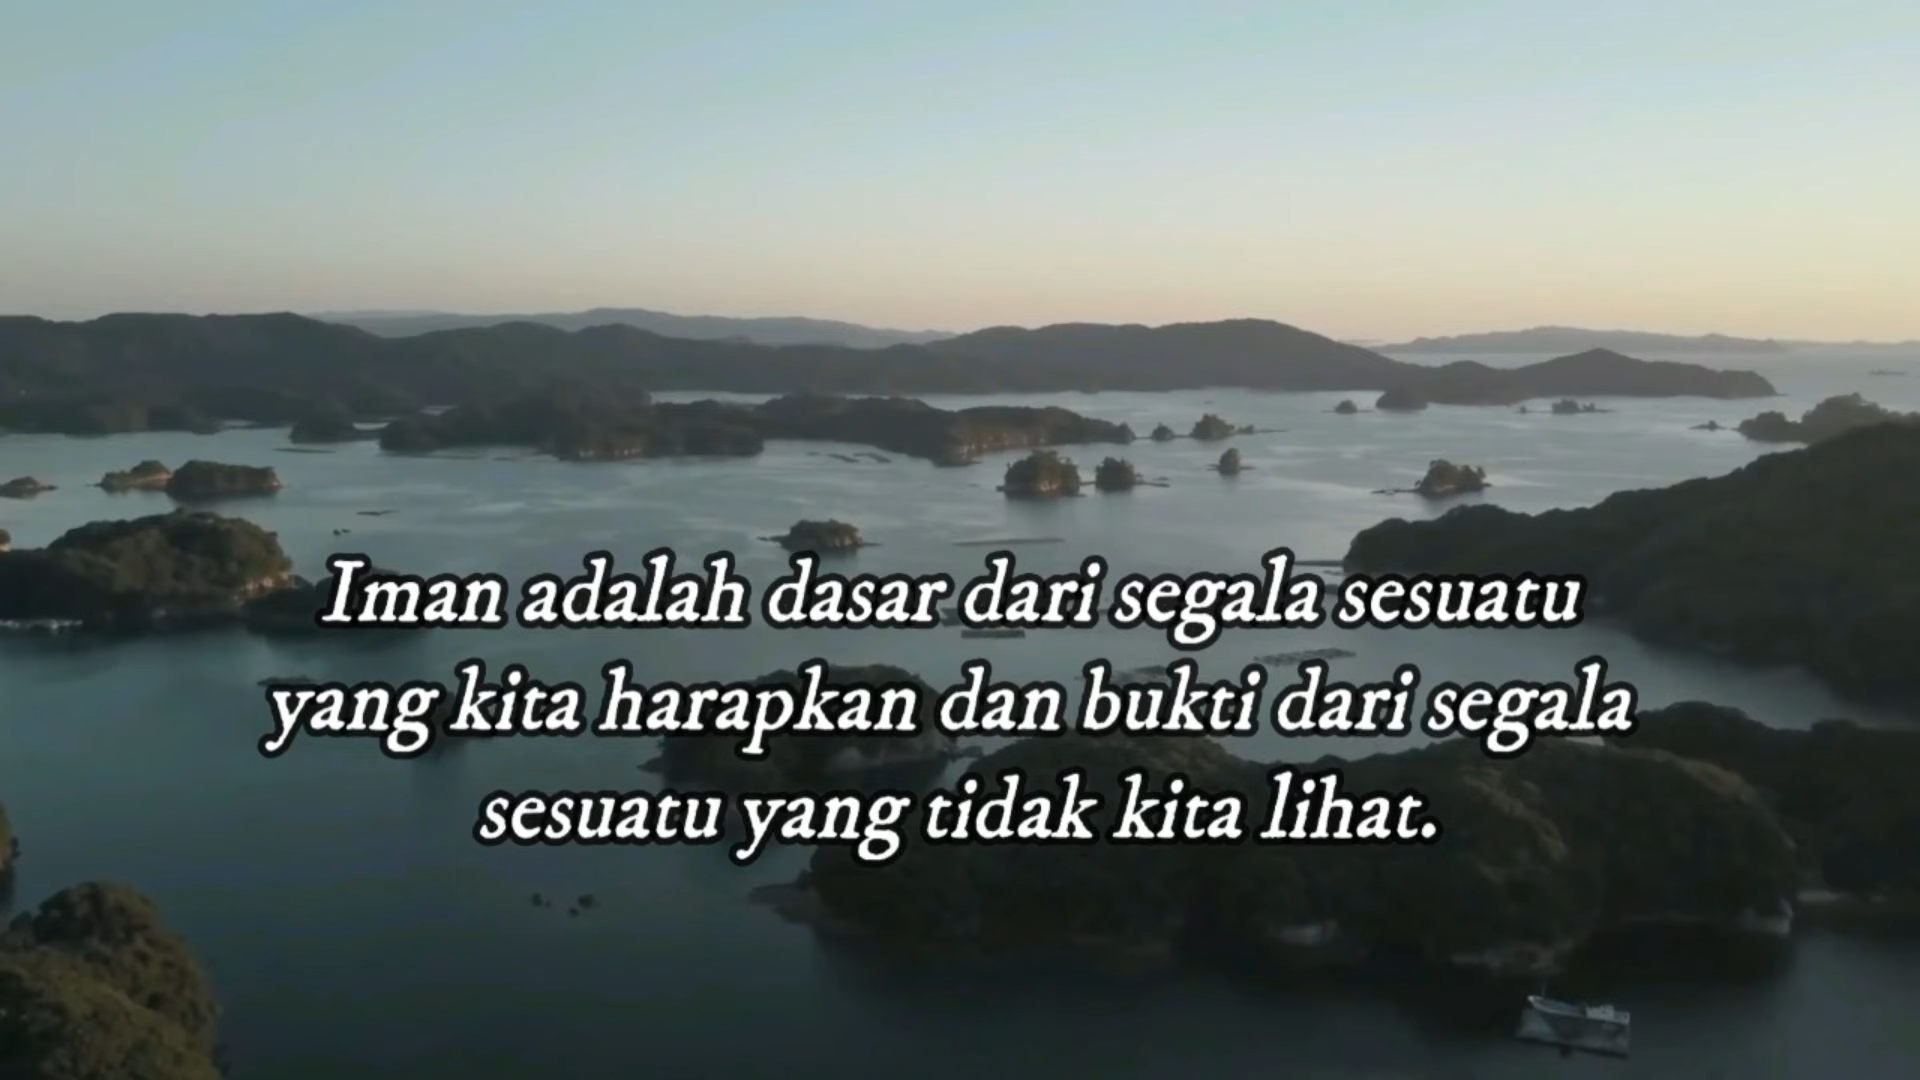 Iman adalah dasar dari segala sesuatu
yang kita harapkan dan bukti dari segala
sesuatu yang tidak kita lihat.